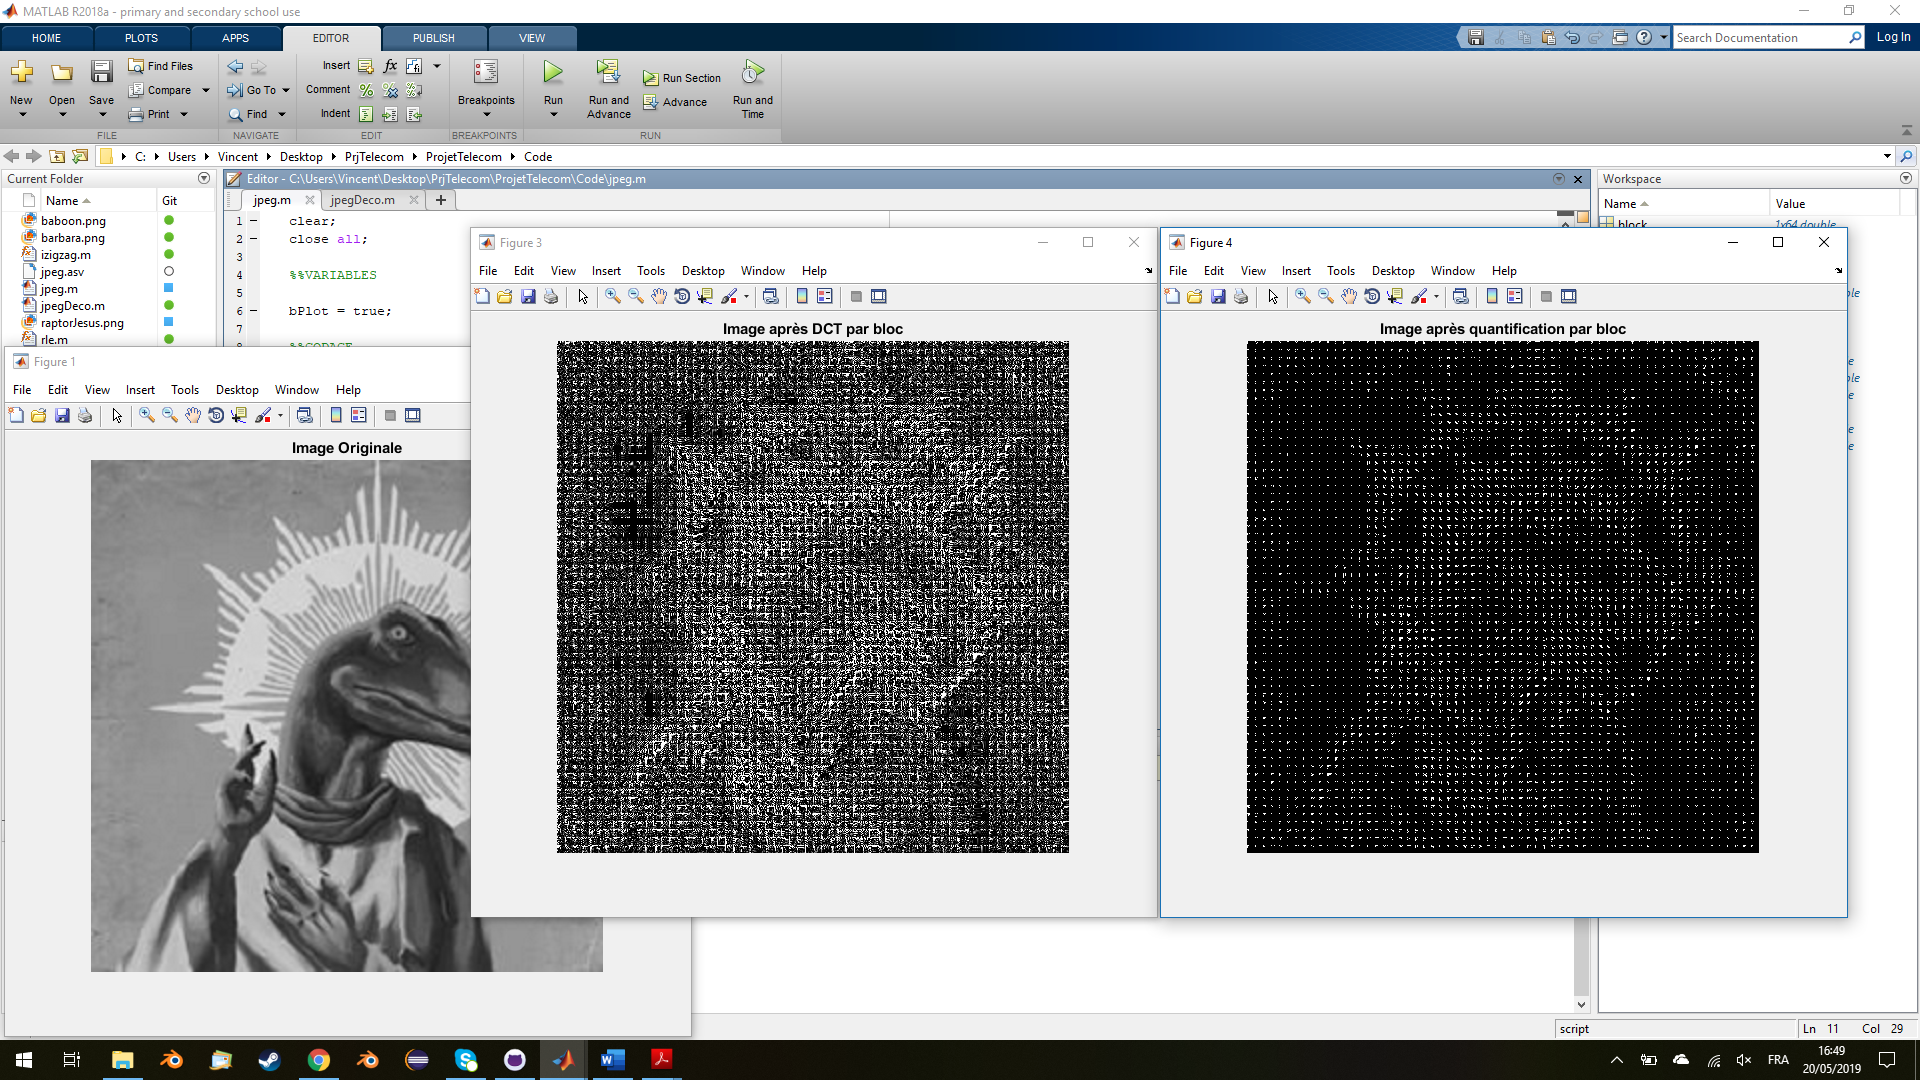 MATLAB R2018a - primary and secondary school use
HOME PLOTS APPS EDITOR PUBLISH VIEW
Search Documentation
Log In
New
Open
Save
Find Files
Compare
Print
FILE
Go To
Find
NAVIGATE
Insert fx
Comment
Indent
EDIT
Breakpoints
BREAKPOINTS
Run
Run and Advance
Run Section
Advance
Run and Time
RUN
C: Users Vincent Desktop PrjTelecom ProjetTelecom Code
Current Folder
Name Git
baboon.png
barbara.png
izigzag.m
jpeg.asv
jpeg.m
jpegDeco.m
raptorJesus.png
rle.m
Editor - C:\Users\Vincent\Desktop\PrjTelecom\ProjetTelecom\Code\jpeg.m
jpeg.m jpegDeco.m
1 clear;
2 close all;
3
4 %%VARIABLES
5
6 bPlot = true;
7
Workspace
Name Value
block 1x64 double
Figure 1
File Edit View Insert Tools Desktop Window Help
Image Originale
Figure 3
File Edit View Insert Tools Desktop Window Help
Image après DCT par bloc
Figure 4
File Edit View Insert Tools Desktop Window Help
Image après quantification par bloc
script
Ln 11 Col 29
FRA
16:49
20/05/2019